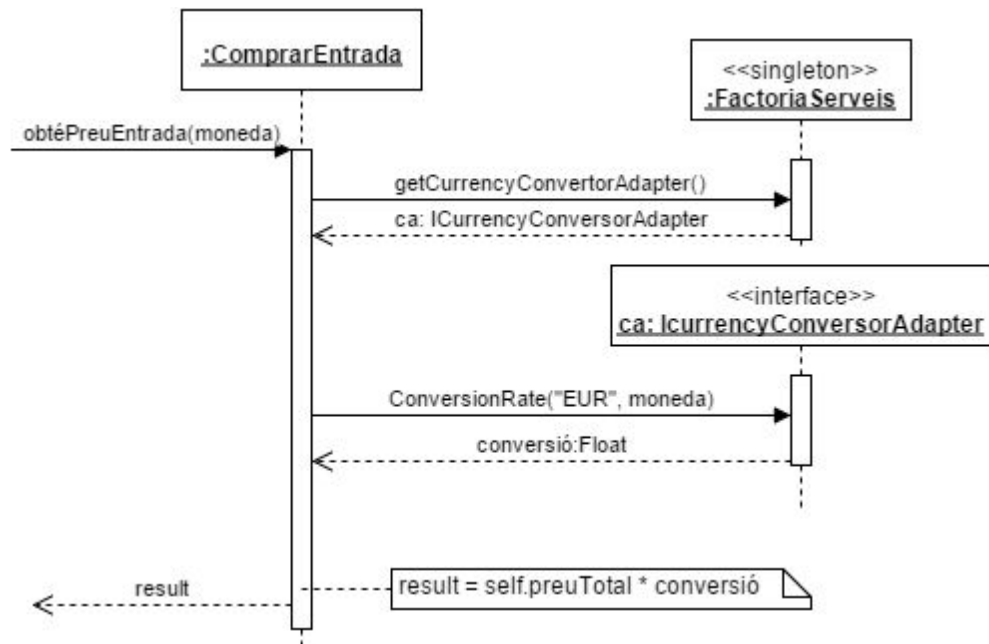 :ComprarEntrada
<<singleton>>
:FactoriaServeis
obtéPreuEntrada(moneda)
getCurrencyConvertorAdapter()
ca: ICurrencyConversorAdapter
<<interface>>
ca: IcurrencyConversorAdapter
ConversionRate("EUR", moneda)
conversió:Float
result = self.preuTotal * conversió
result